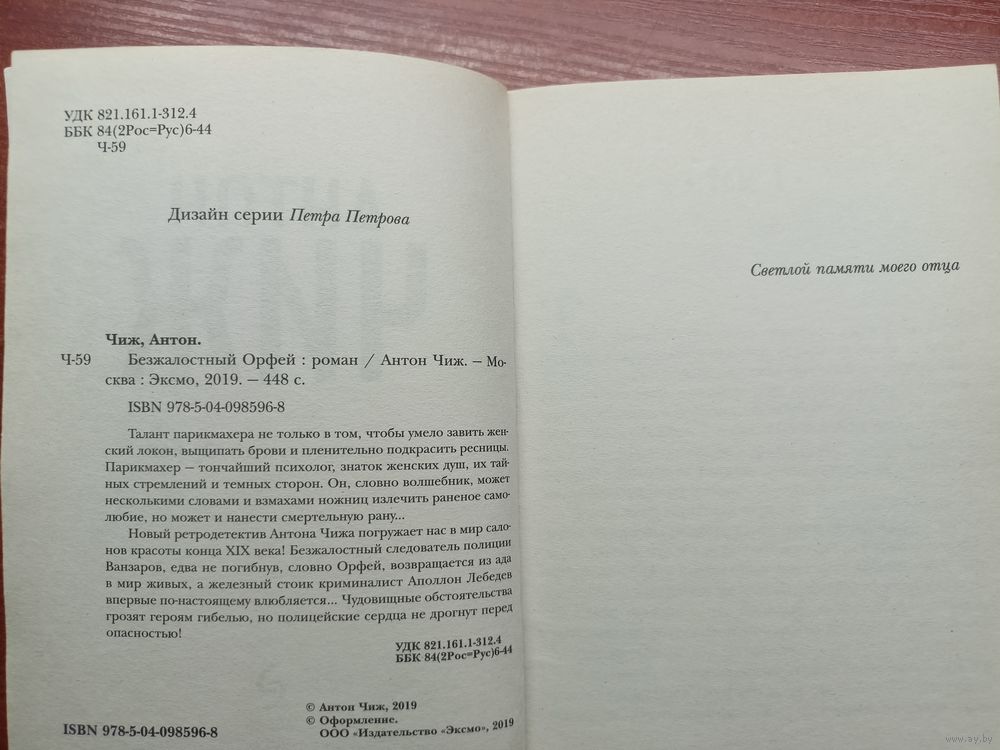 УДК 821.161.1-312.4
ББК 84(2Рос=Рус)6-44
Ч-59
Дизайн серии Петра Петрова
Чиж, Антон.
Ч-59 Безжалостный Орфей : роман / Антон Чиж. — Мо-
сква : Эксмо, 2019. — 448 с.
ISBN 978-5-04-098596-8
Талант парикмахера не только в том, чтобы умело завить жен-
ский локон, выщипать брови и пленительно подкрасить ресницы.
Парикмахер — тончайший психолог, знаток женских душ, их тай-
ных стремлений и темных сторон. Он, словно волшебник, может
несколькими словами и взмахами ножниц излечить раненое само-
любие, но может и нанести смертельную рану...
Новый ретродетектив Антона Чижа погружает нас в мир сало-
нов красоты конца XIX века! Безжалостный следователь полиции
Ванзаров, едва не погибнув, словно Орфей, возвращается из ада
в мир живых, а железный стоик криминалист Аполлон Лебедев
впервые по-настоящему влюбляется... Чудовищные обстоятельства
грозят героям гибелью, но полицейские сердца не дрогнут перед
опасностью!
УДК 821.161.1-312.4
ББК 84(2Рос=Рус)6-44
© Антон Чиж, 2019
© Оформление.
ООО «Издательство «Эксмо», 2019
ISBN 978-5-04-098596-8
Светлой памяти моего отца
www.ay.by